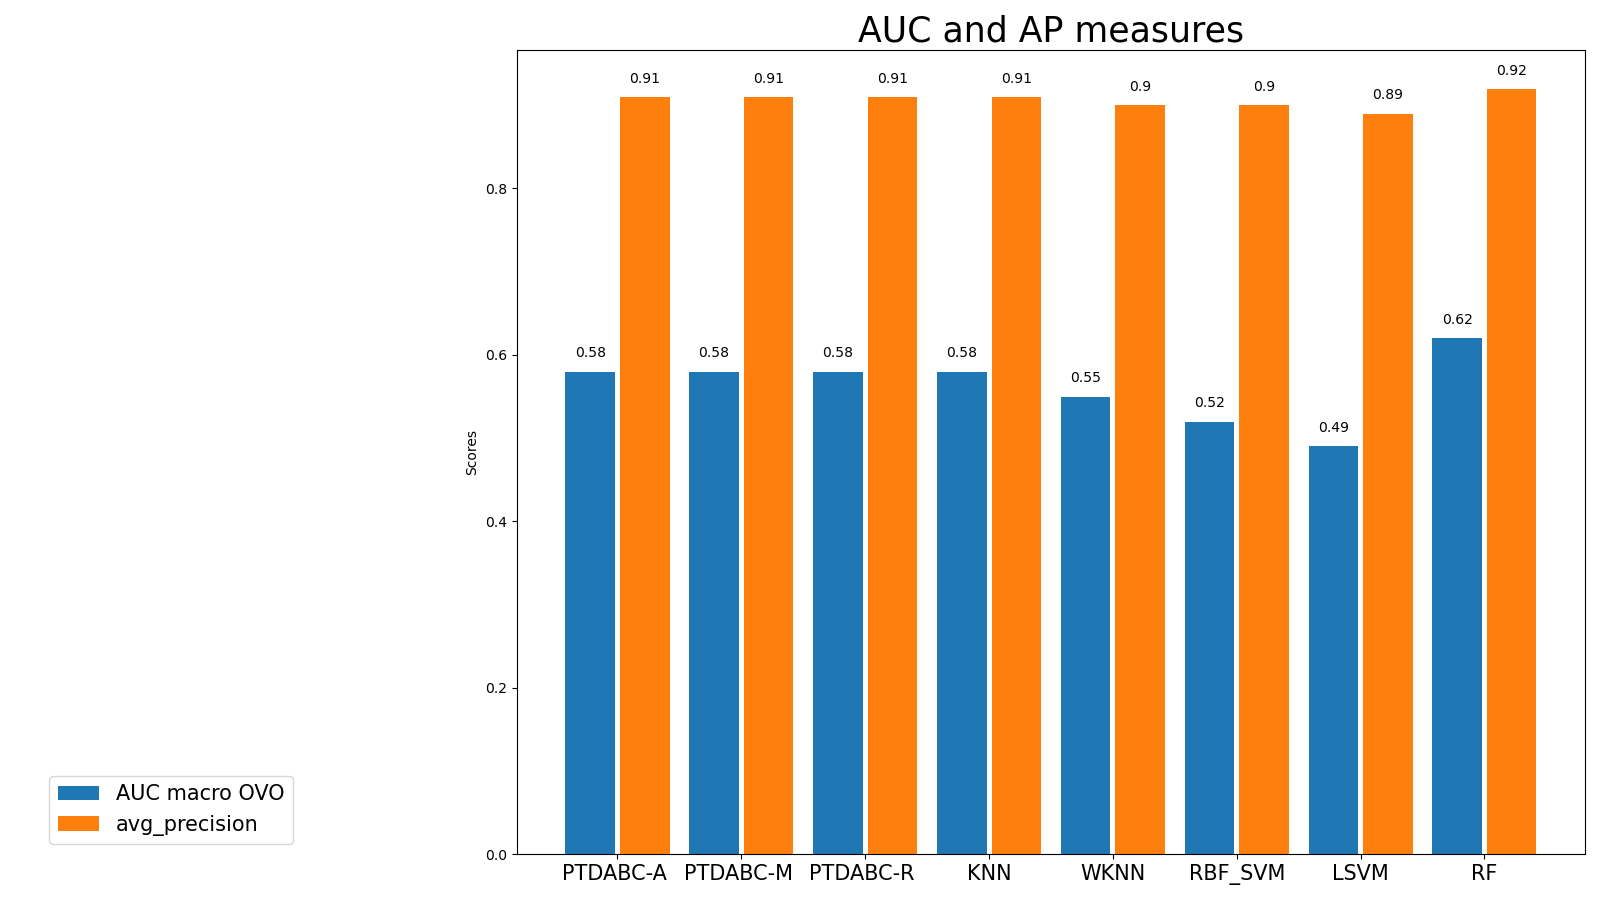 AUC and AP measures
0.91 0.91 0.91 0.91 0.9 0.9 0.89 0.92
0.58 0.58 0.58 0.58 0.55 0.52 0.49 0.62
0.8
0.6
0.4
0.2
0.0
Scores
PTDABC-A PTDABC-M PTDABC-R KNN WKNN RBF_SVM LSVM RF
AUC macro OVO
avg_precision